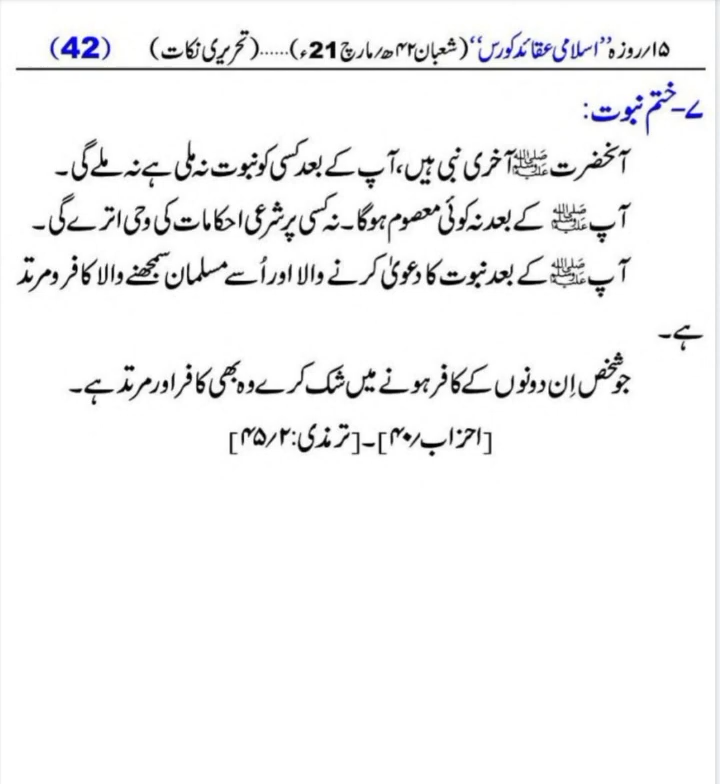 ۱۵؍روزہ ”اسلامی عقائد کورس“ (شعبان ۴۲ھ؍مارچ 21ء)......(تحریری نکات) (42)
۷-ختم نبوت:
آنحضرت ﷺ آخری نبی ہیں، آپ کے بعد کسی کو نبوت نہ ملی ہے نہ ملے گی۔
آپ ﷺ کے بعد نہ کوئی معصوم ہوگا۔ نہ کسی پر شرعی احکامات کی وحی اترے گی۔
آپ ﷺ کے بعد نبوت کا دعویٰ کرنے والا اور اُسے مسلمان سمجھنے والا کافر و مرتد
ہے۔
جو شخص اِن دونوں کے کافر ہونے میں شک کرے وہ بھی کافر اور مرتد ہے۔
[احزاب؍۴۰]۔[ترمذی:۲؍۴۵]